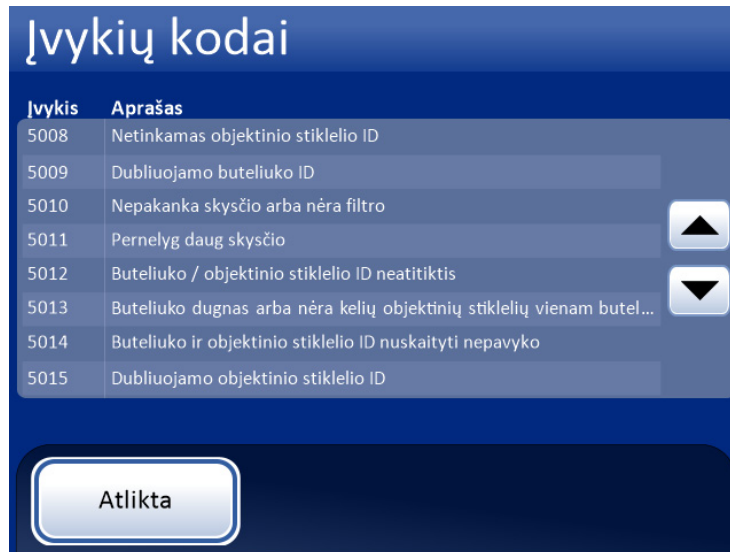 Įvykių kodai
Įvykis Aprašas
5008 Netinkamas objektinio stiklelio ID
5009 Dubliuojamo buteliuko ID
5010 Nepakanka skysčio arba nėra filtro
5011 Pernelyg daug skysčio
5012 Buteliuko / objektinio stiklelio ID neatitiktis
5013 Buteliuko dugnas arba nėra kelių objektinių stiklelių vienam butel...
5014 Buteliuko ir objektinio stiklelio ID nuskaityti nepavyko
5015 Dubliuojamo objektinio stiklelio ID
Atlikta